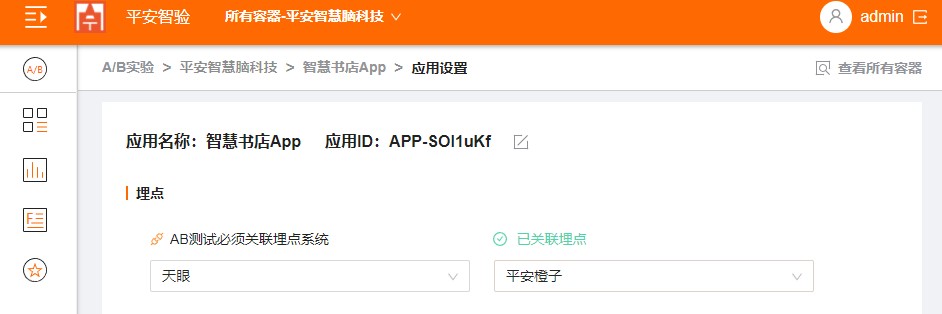 平安智验 所有容器-平安智慧脑科技 admin
A/B
A/B实验 > 平安智慧脑科技 > 智慧书店App > 应用设置 查看所有容器
应用名称：智慧书店App 应用ID：APP-SOI1uKf
埋点
AB测试必须关联埋点系统 已关联埋点
天眼 平安橙子